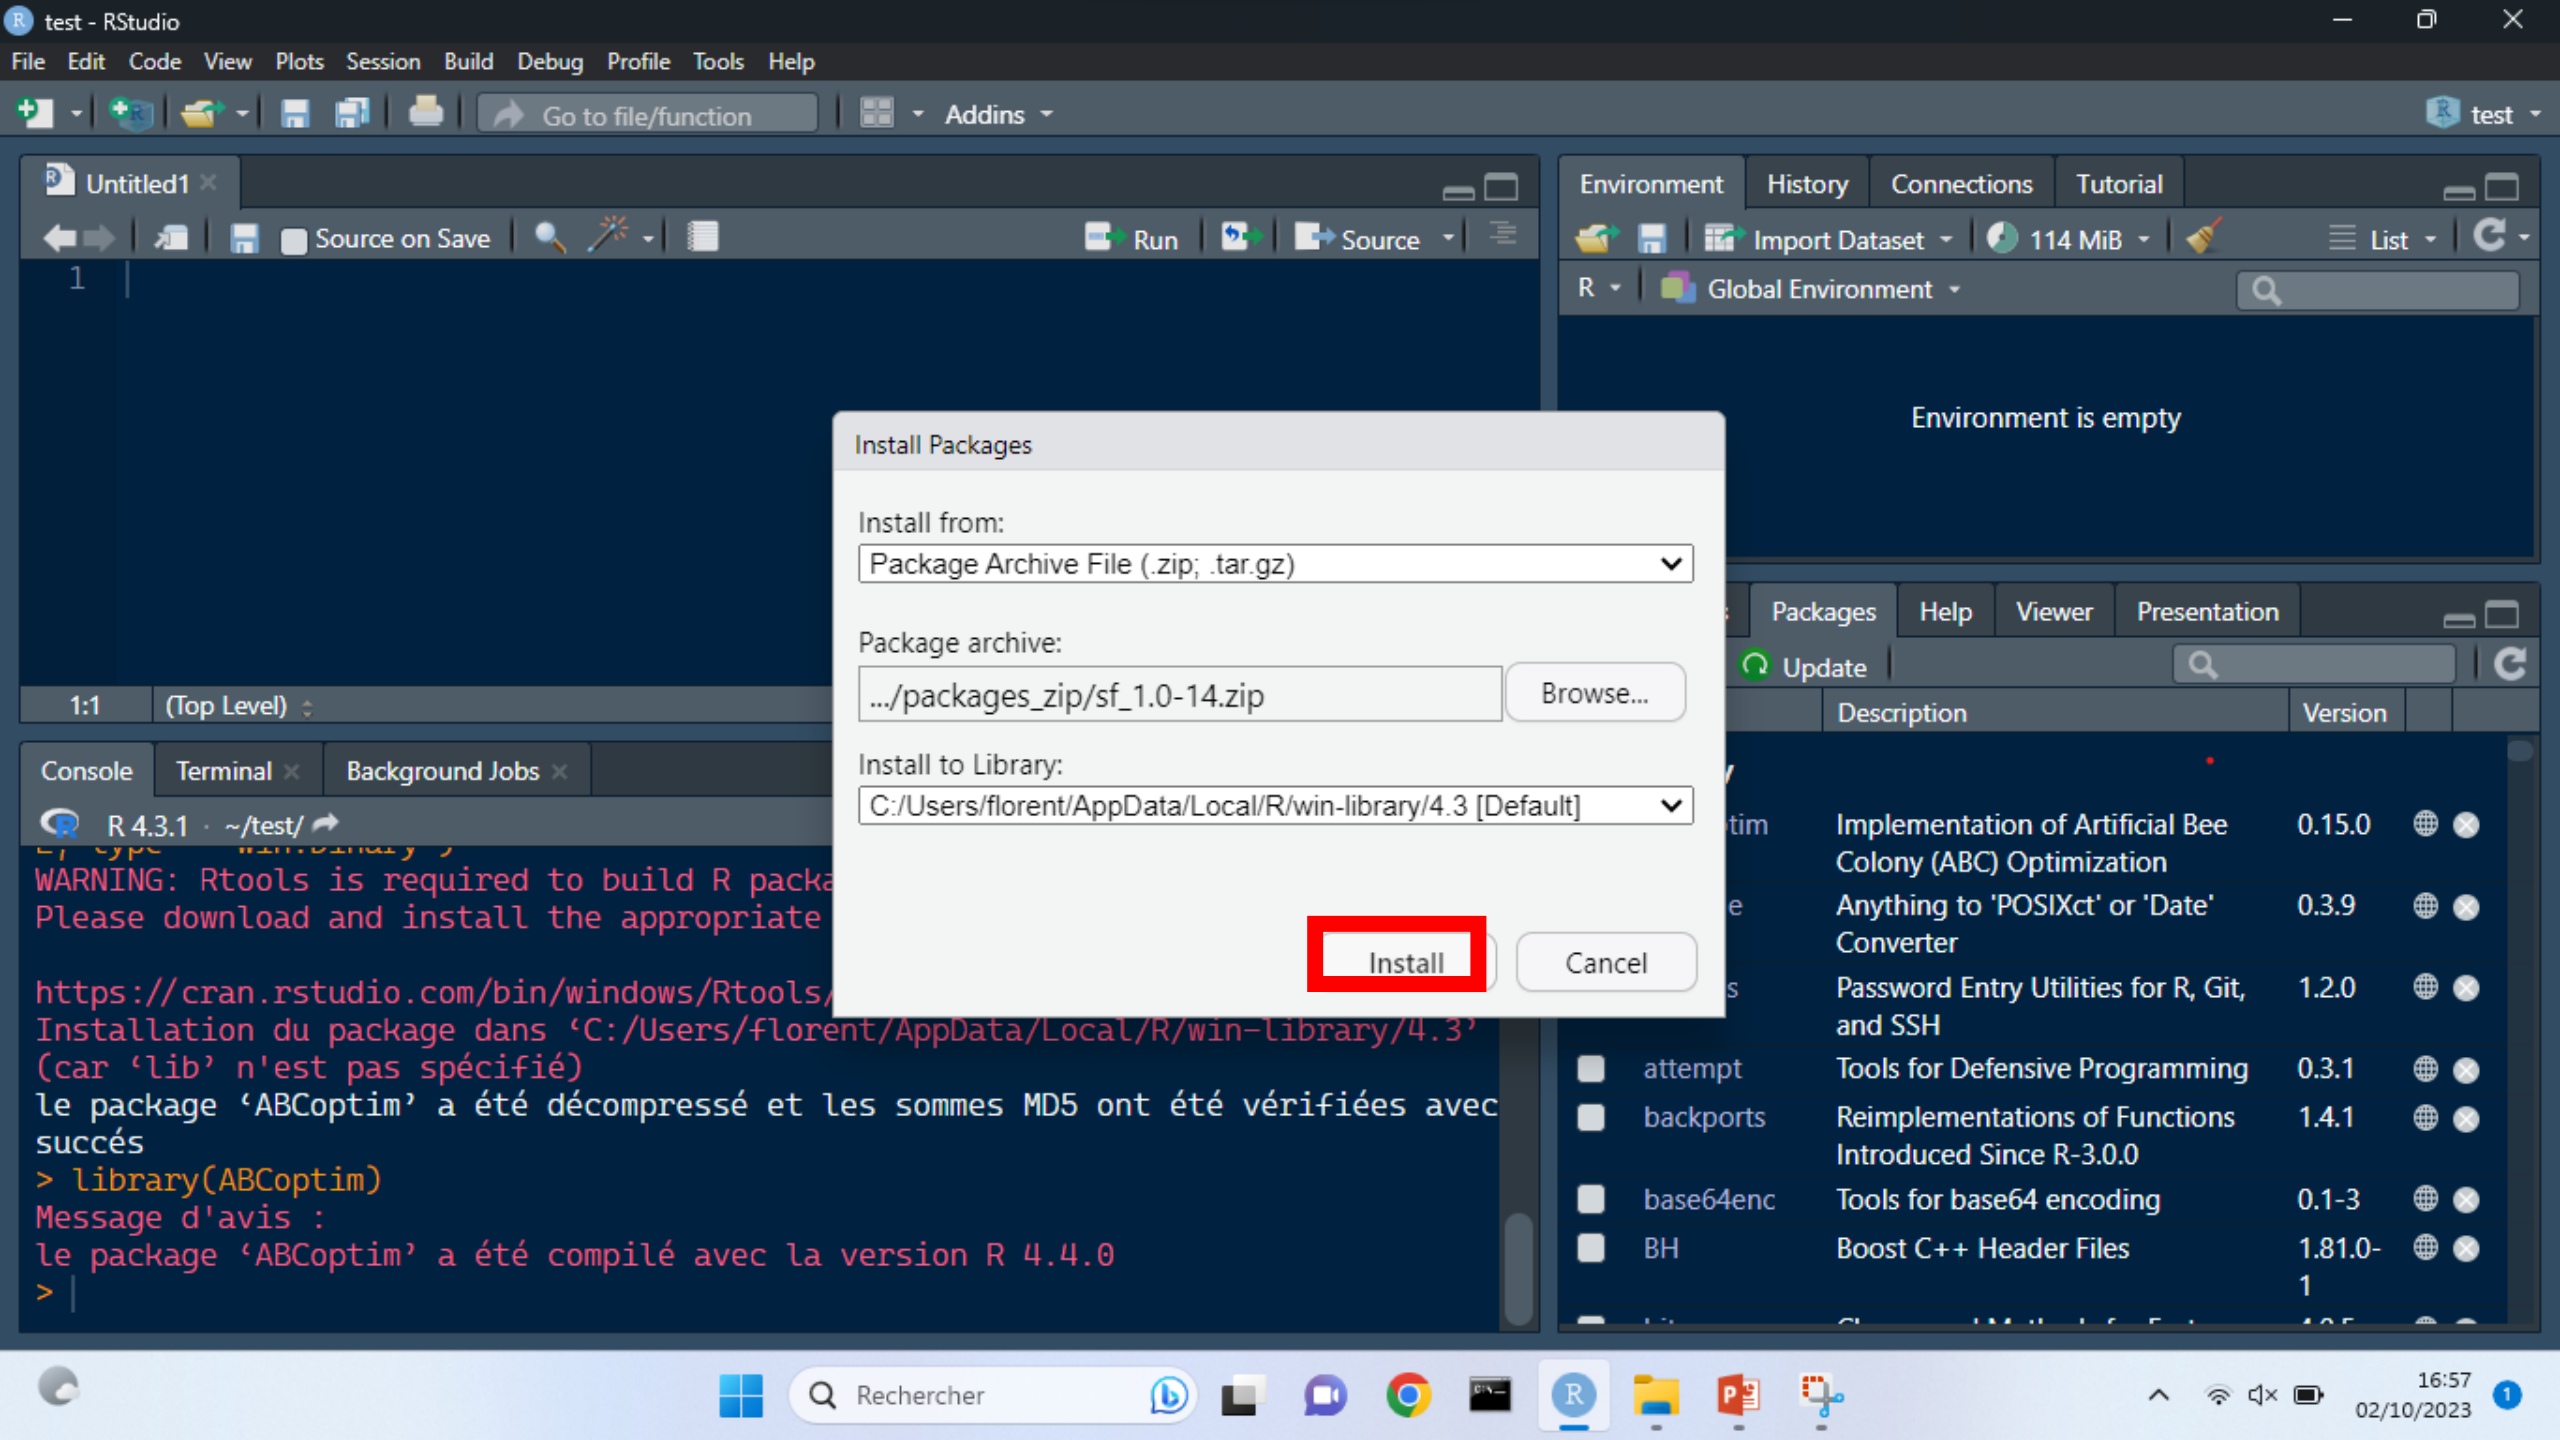 test - RStudio
File Edit Code View Plots Session Build Debug Profile Tools Help
Go to file/function Addins test
Untitled1
Source on Save Run Source
1
1:1 (Top Level)
Environment History Connections Tutorial
Import Dataset 114 MiB List
R Global Environment
Environment is empty
Install Packages
Install from:
Package Archive File (.zip; .tar.gz)
Package archive:
.../packages_zip/sf_1.0-14.zip Browse...
Install to Library:
C:/Users/florent/AppData/Local/R/win-library/4.3 [Default]
Install Cancel
Packages Help Viewer Presentation
Update
Description Version
tim Implementation of Artificial Bee 0.15.0
Colony (ABC) Optimization
e Anything to 'POSIXct' or 'Date' 0.3.9
Converter
s Password Entry Utilities for R, Git, 1.2.0
and SSH
attempt Tools for Defensive Programming 0.3.1
backports Reimplementations of Functions 1.4.1
Introduced Since R-3.0.0
base64enc Tools for base64 encoding 0.1-3
BH Boost C++ Header Files 1.81.0-
1
Console Terminal Background Jobs
R 4.3.1 · ~/test/
WARNING: Rtools is required to build R packa
Please download and install the appropriate
https://cran.rstudio.com/bin/windows/Rtools/
Installation du package dans ‘C:/Users/florent/AppData/Local/R/win-library/4.3’
(car ‘lib’ n'est pas spécifié)
le package ‘ABCoptim’ a été décompressé et les sommes MD5 ont été vérifiées avec
succés
> library(ABCoptim)
Message d'avis :
le package ‘ABCoptim’ a été compilé avec la version R 4.4.0
>
Rechercher
16:57
02/10/2023
1